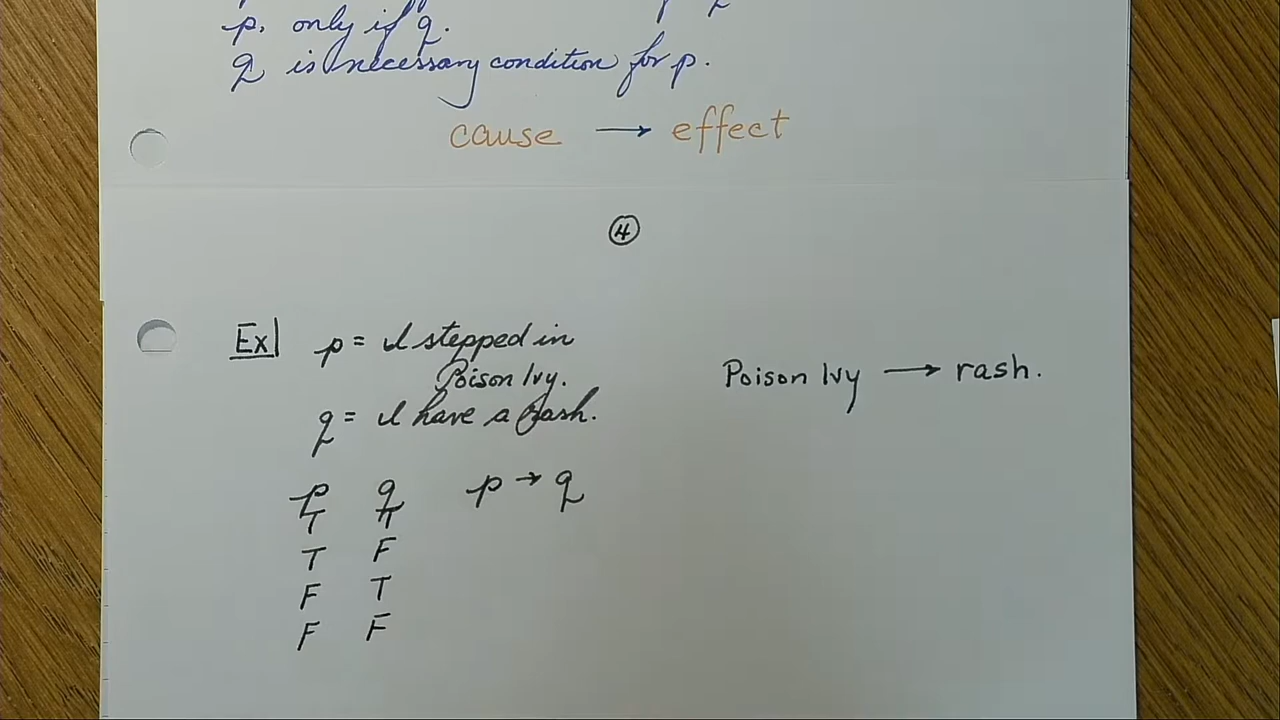 p, only if q.
q is necessary condition for p.
cause → effect
④
Ex p = I stepped in
Poison Ivy.
Poison Ivy → rash.
q = I have a rash.
p q p → q
T T
T F
F T
F F